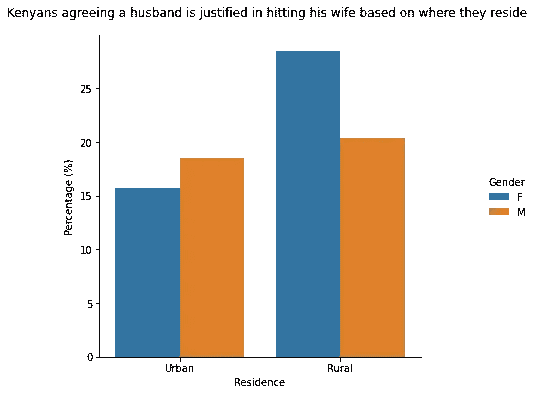 Kenyans agreeing a husband is justified in hitting his wife based on where they reside
25
20
15
10
5
0
Percentage (%)
Urban
Rural
Residence
Gender
F
M